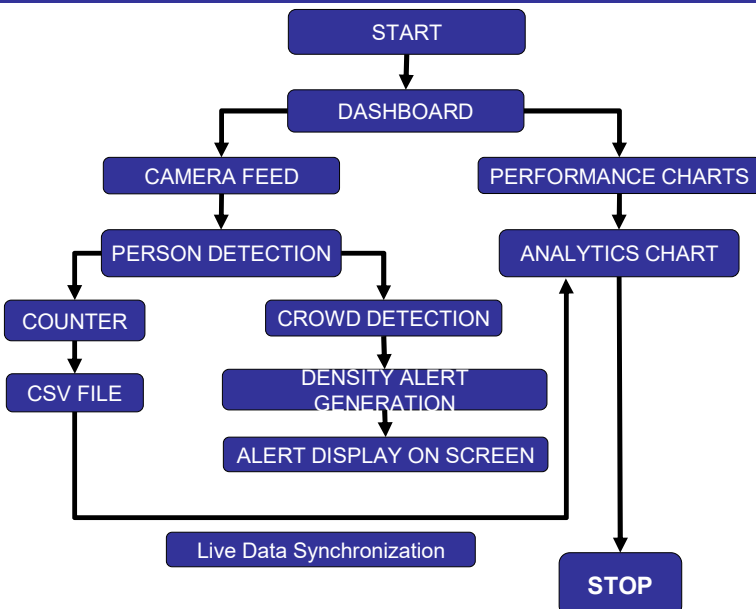 START
DASHBOARD
CAMERA FEED
PERFORMANCE CHARTS
PERSON DETECTION
ANALYTICS CHART
COUNTER
CROWD DETECTION
CSV FILE
DENSITY ALERT
GENERATION
ALERT DISPLAY ON SCREEN
Live Data Synchronization
STOP